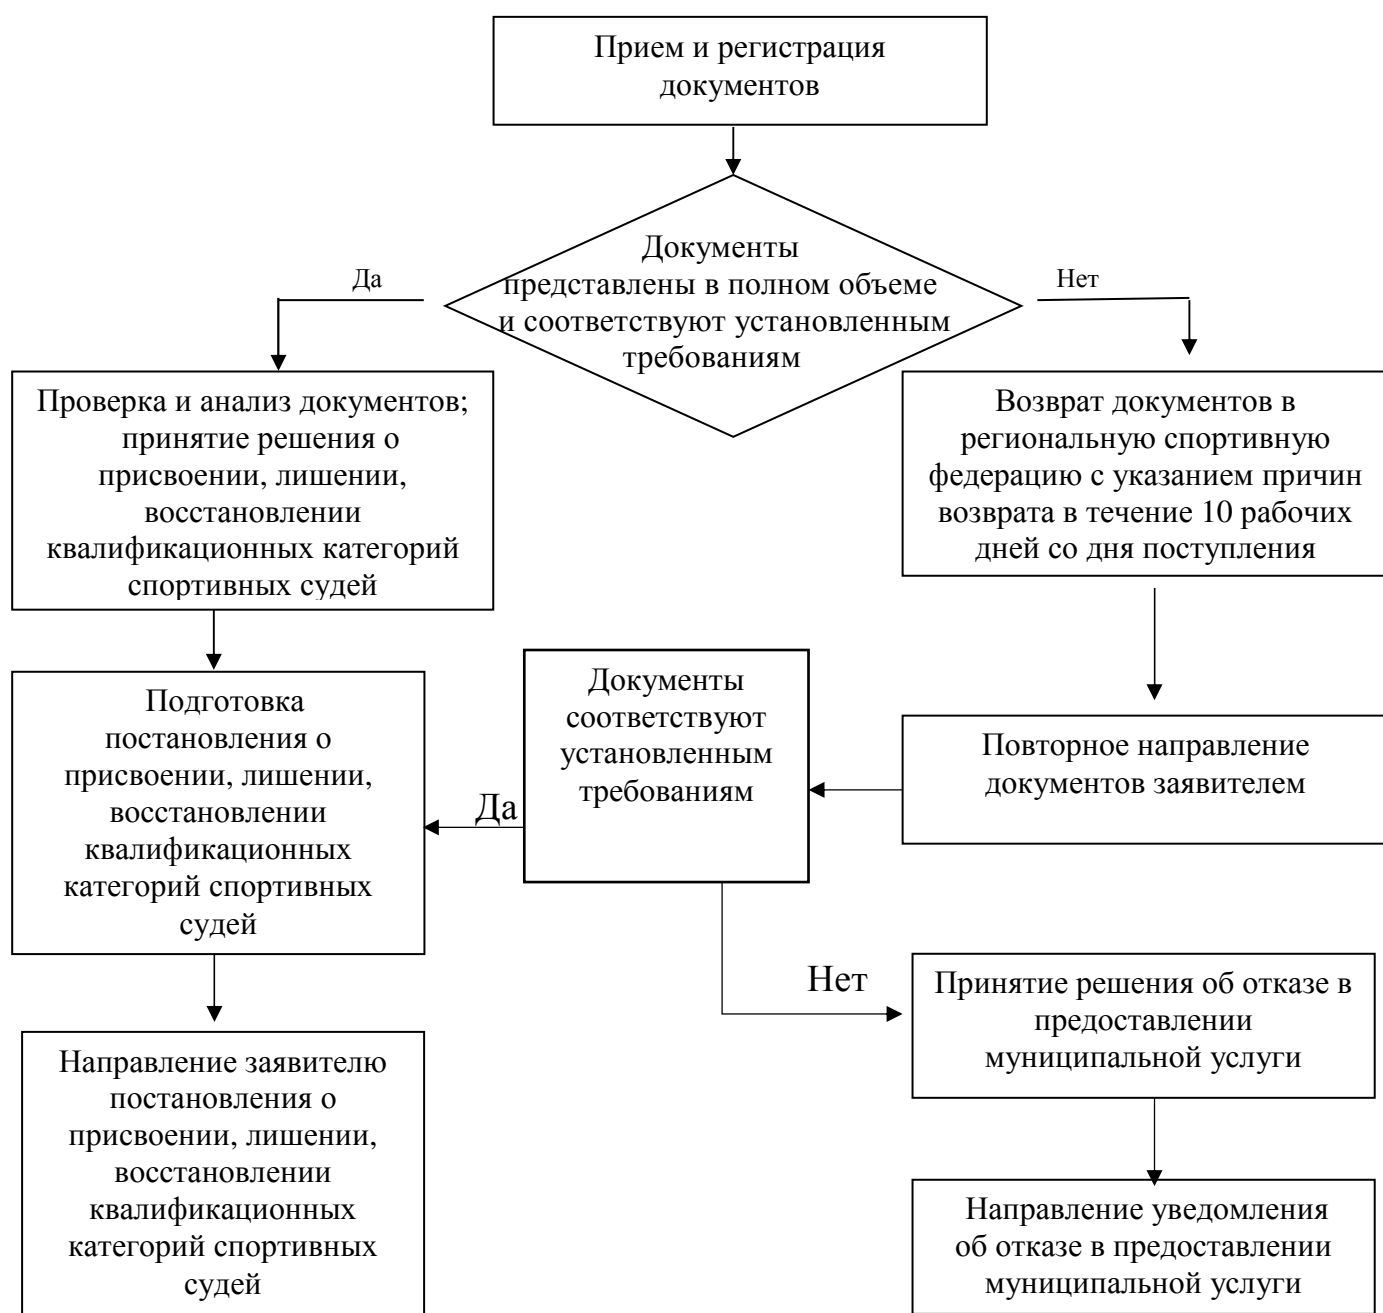 Прием и регистрация
документов
Документы
представлены в полном объеме
и соответствуют установленным
требованиям
Да
Нет
Проверка и анализ документов;
принятие решения о
присвоении, лишении,
восстановлении
квалификационных категорий
спортивных судей
Возврат документов в
региональную спортивную
федерацию с указанием причин
возврата в течение 10 рабочих
дней со дня поступления
Подготовка
постановления о
присвоении, лишении,
восстановлении
квалификационных
категорий спортивных
судей
Документы
соответствуют
установленным
требованиям
Повторное направление
документов заявителем
Да
Нет
Принятие решения об отказе в
предоставлении
муниципальной услуги
Направление заявителю
постановления о
присвоении, лишении,
восстановлении
квалификационных
категорий спортивных
судей
Направление уведомления
об отказе в предоставлении
муниципальной услуги